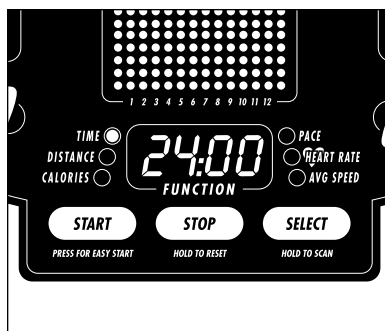 1 2 3 4 5 6 7 8 9 10 11 12
TIME
DISTANCE
CALORIES
24:00
FUNCTION
PACE
HEART RATE
AVG SPEED
START
STOP
SELECT
PRESS FOR EASY START
HOLD TO RESET
HOLD TO SCAN